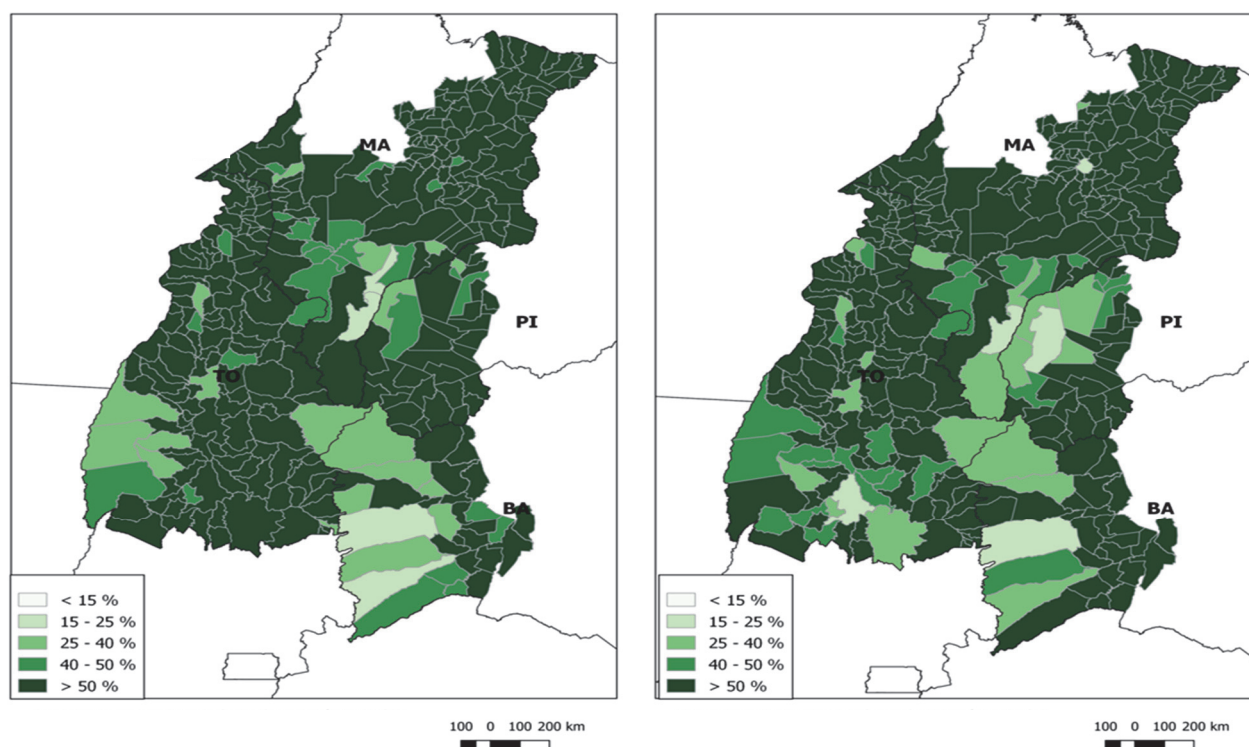 MA
PI
TO
BA
< 15 %
15 - 25 %
25 - 40 %
40 - 50 %
> 50 %
100 0 100 200 km
MA
PI
TO
BA
< 15 %
15 - 25 %
25 - 40 %
40 - 50 %
> 50 %
100 0 100 200 km